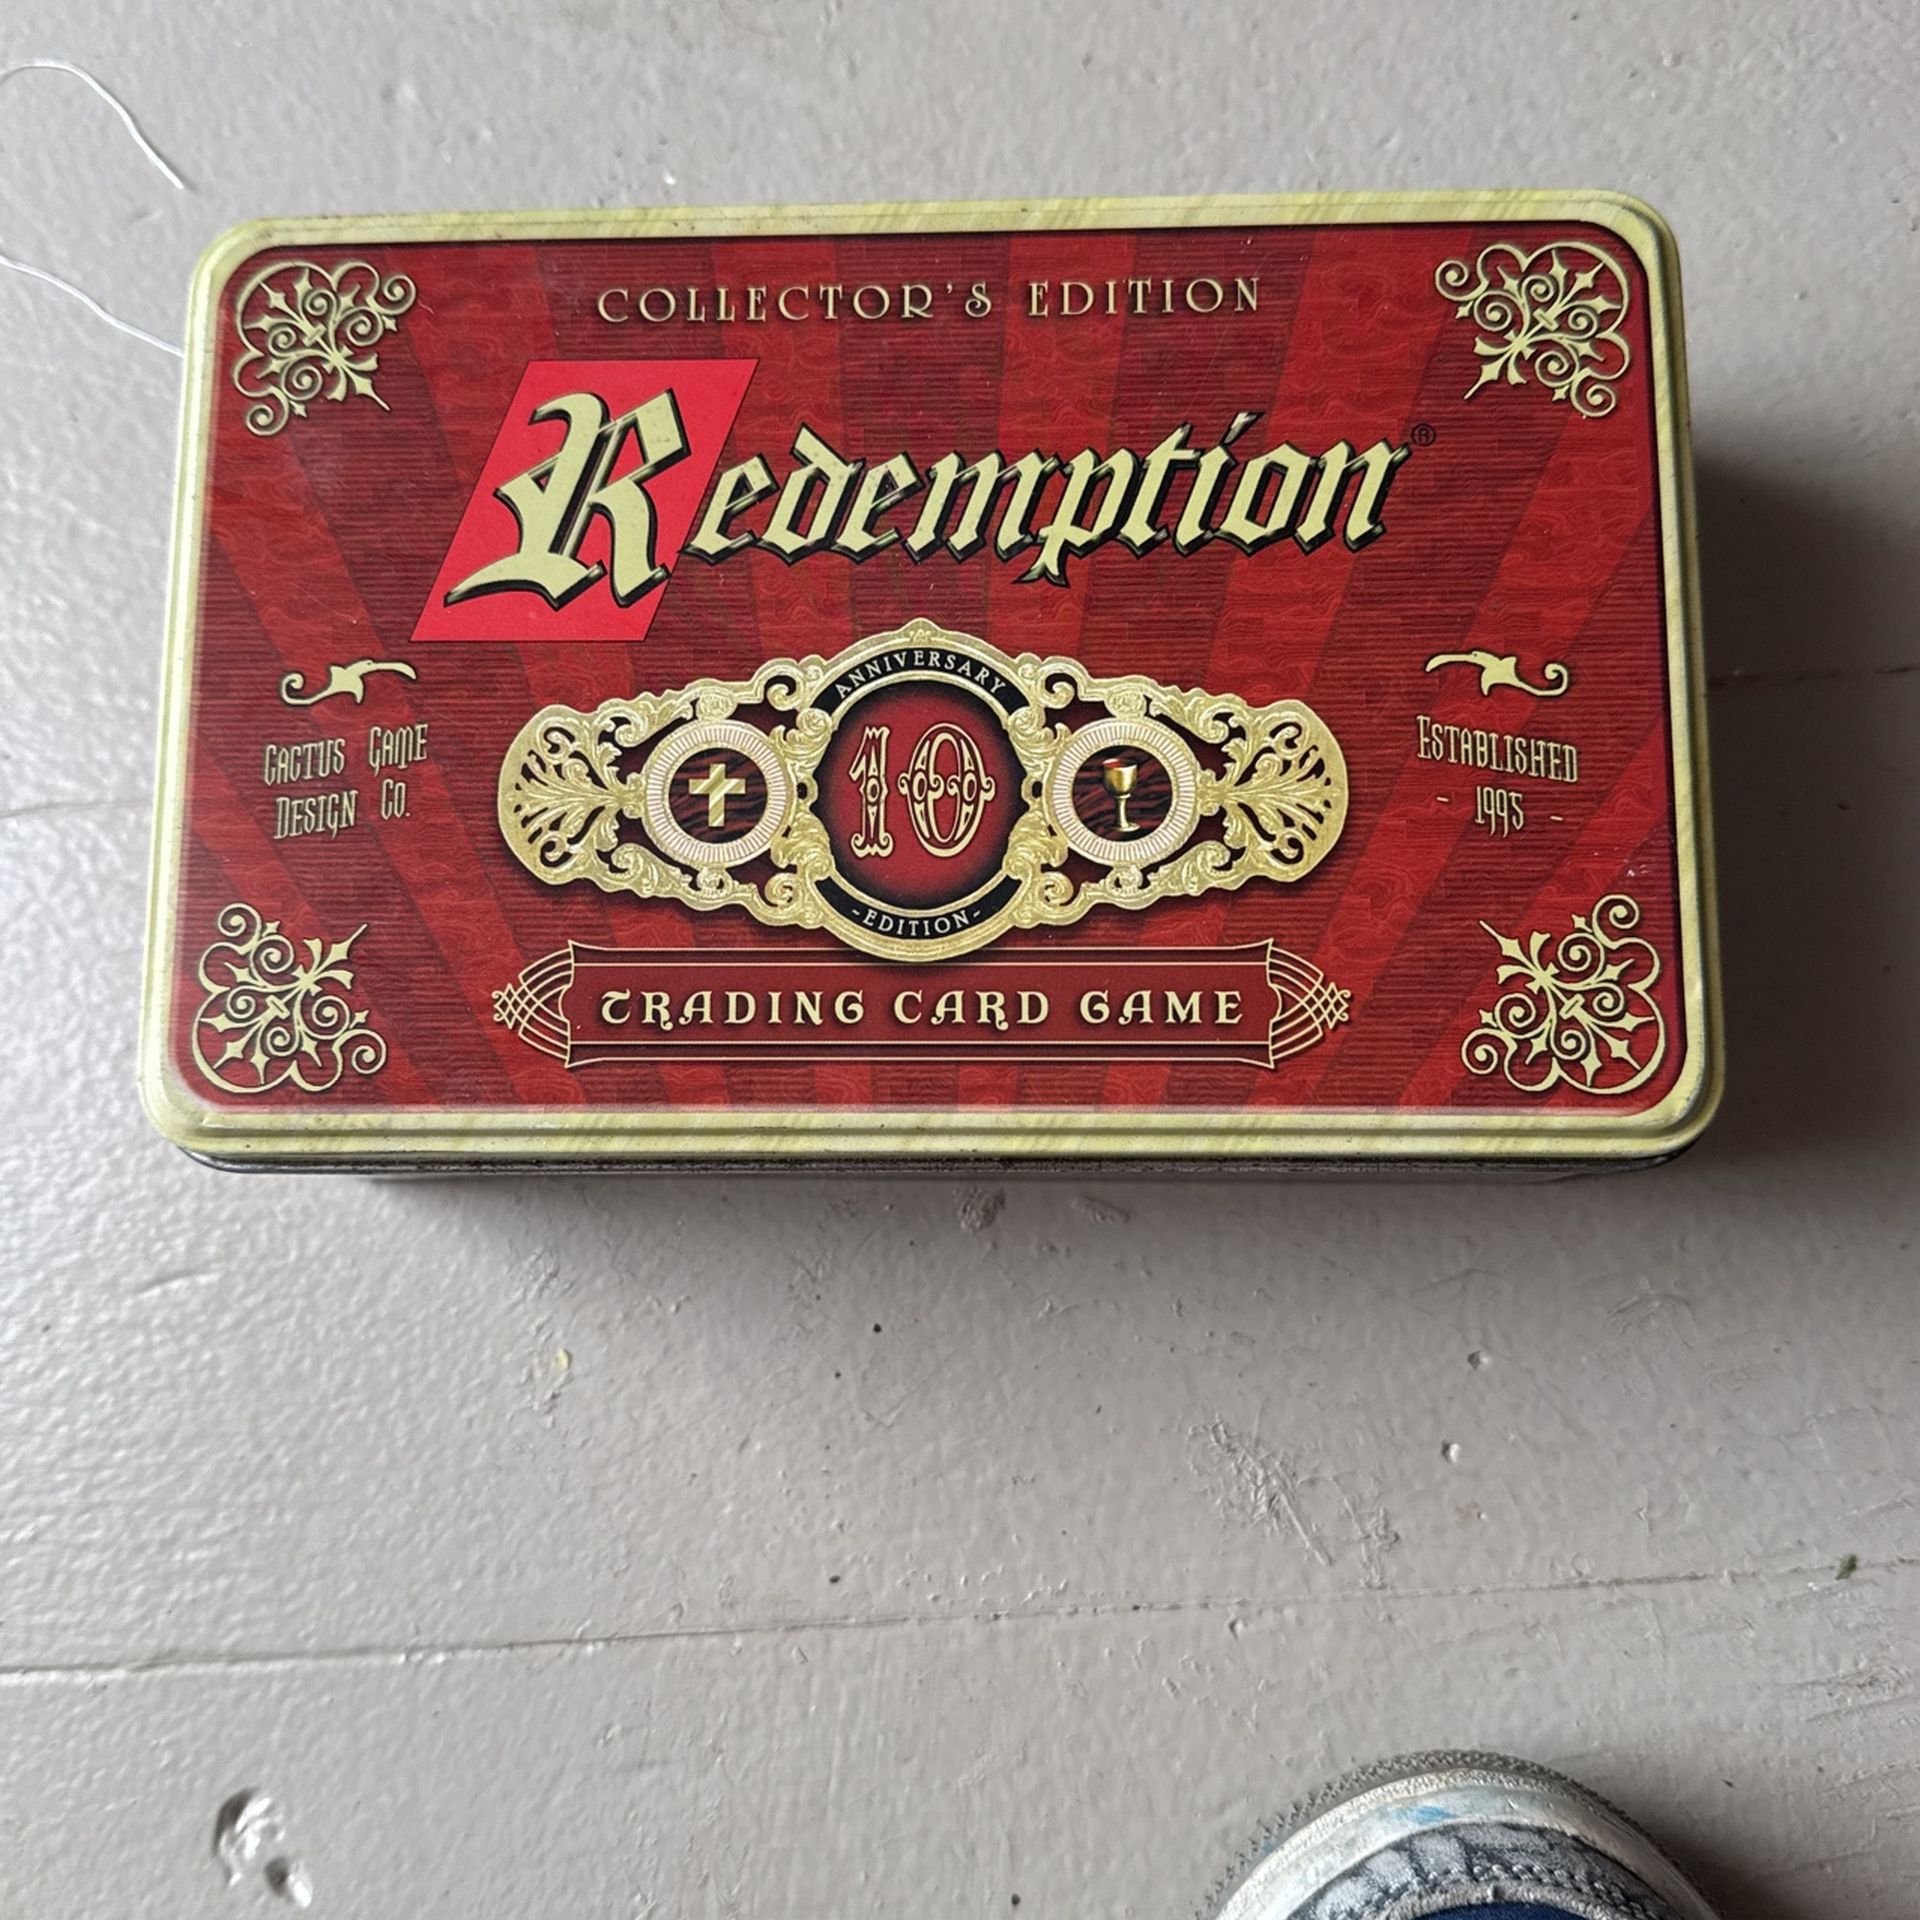 COLLECTOR'S EDITION
Redemption®
CACTUS GAME
DESIGN CO.
ANNIVERSARY
10
-EDITION-
ESTABLISHED
- 1995 -
TRADING CARD GAME